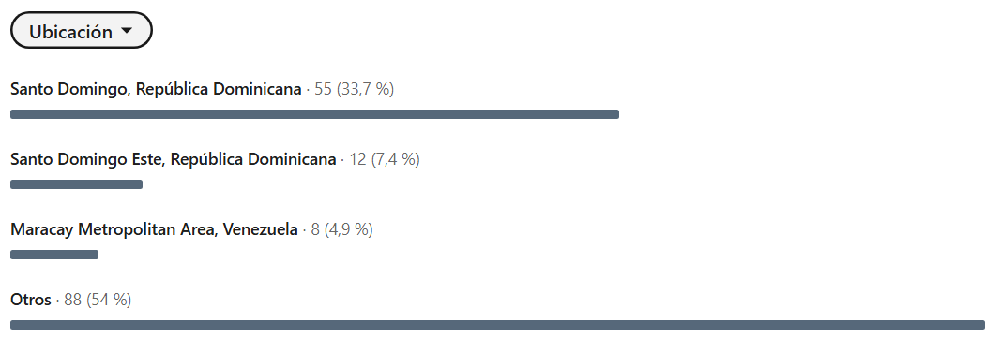 Ubicación
Santo Domingo, República Dominicana · 55 (33,7 %)
Santo Domingo Este, República Dominicana · 12 (7,4 %)
Maracay Metropolitan Area, Venezuela · 8 (4,9 %)
Otros · 88 (54 %)